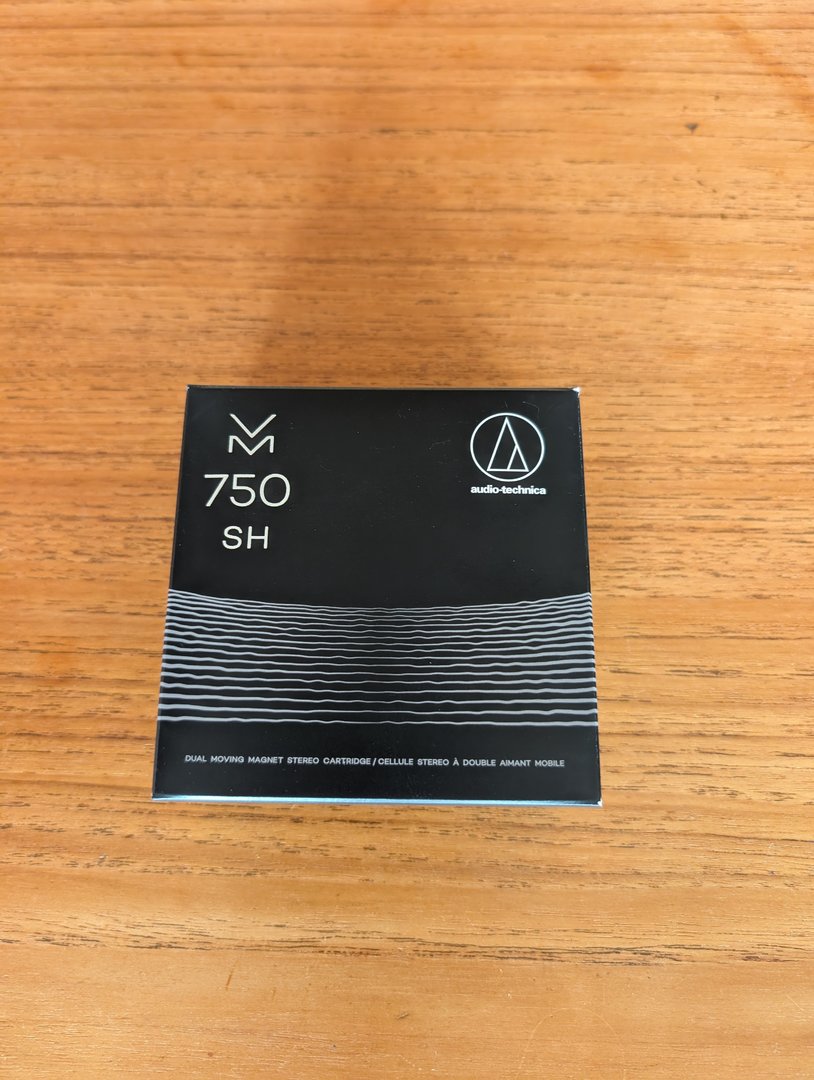 VM
750
SH
audio-technica
DUAL MOVING MAGNET STEREO CARTRIDGE / CELLULE STEREO À DOUBLE AIMANT MOBILE